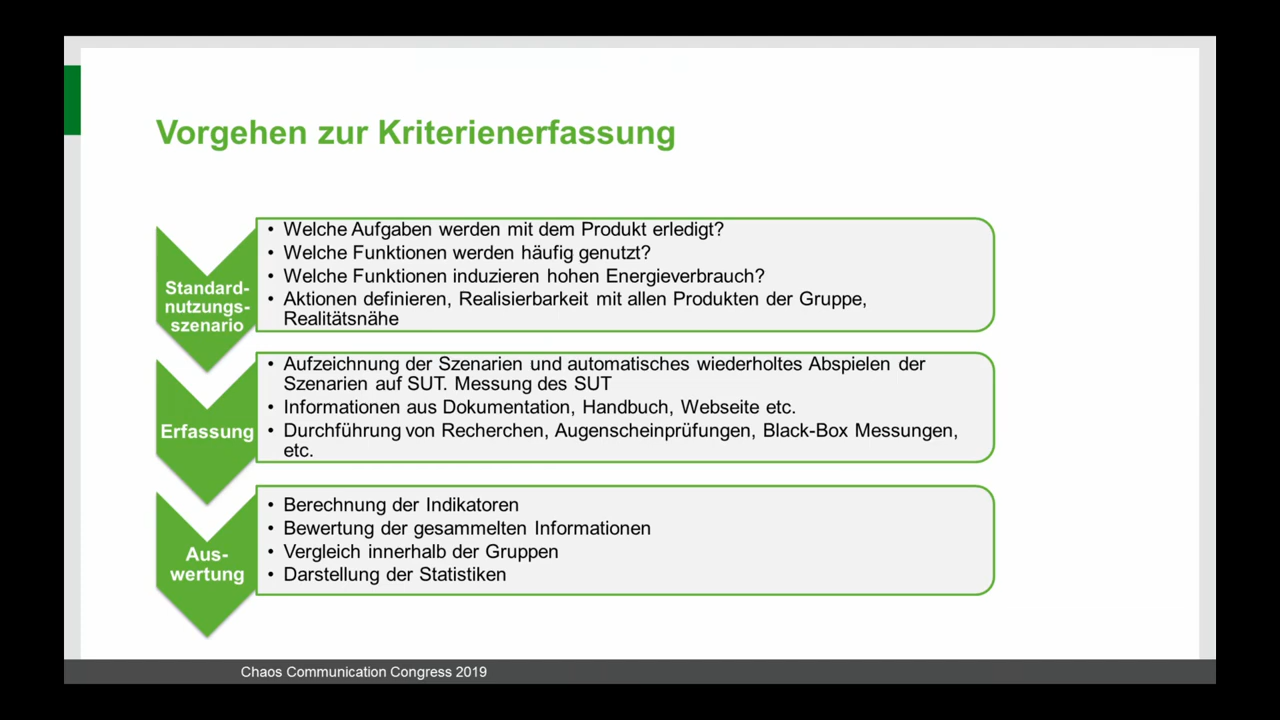 Vorgehen zur Kriterienerfassung
Standard-
nutzungs-
szenario
• Welche Aufgaben werden mit dem Produkt erledigt?
• Welche Funktionen werden häufig genutzt?
• Welche Funktionen induzieren hohen Energieverbrauch?
• Aktionen definieren, Realisierbarkeit mit allen Produkten der Gruppe,
Realitätsnähe
Erfassung
• Aufzeichnung der Szenarien und automatisches wiederholtes Abspielen der
Szenarien auf SUT. Messung des SUT
• Informationen aus Dokumentation, Handbuch, Webseite etc.
• Durchführung von Recherchen, Augenscheinprüfungen, Black-Box Messungen,
etc.
Aus-
wertung
• Berechnung der Indikatoren
• Bewertung der gesammelten Informationen
• Vergleich innerhalb der Gruppen
• Darstellung der Statistiken
Chaos Communication Congress 2019